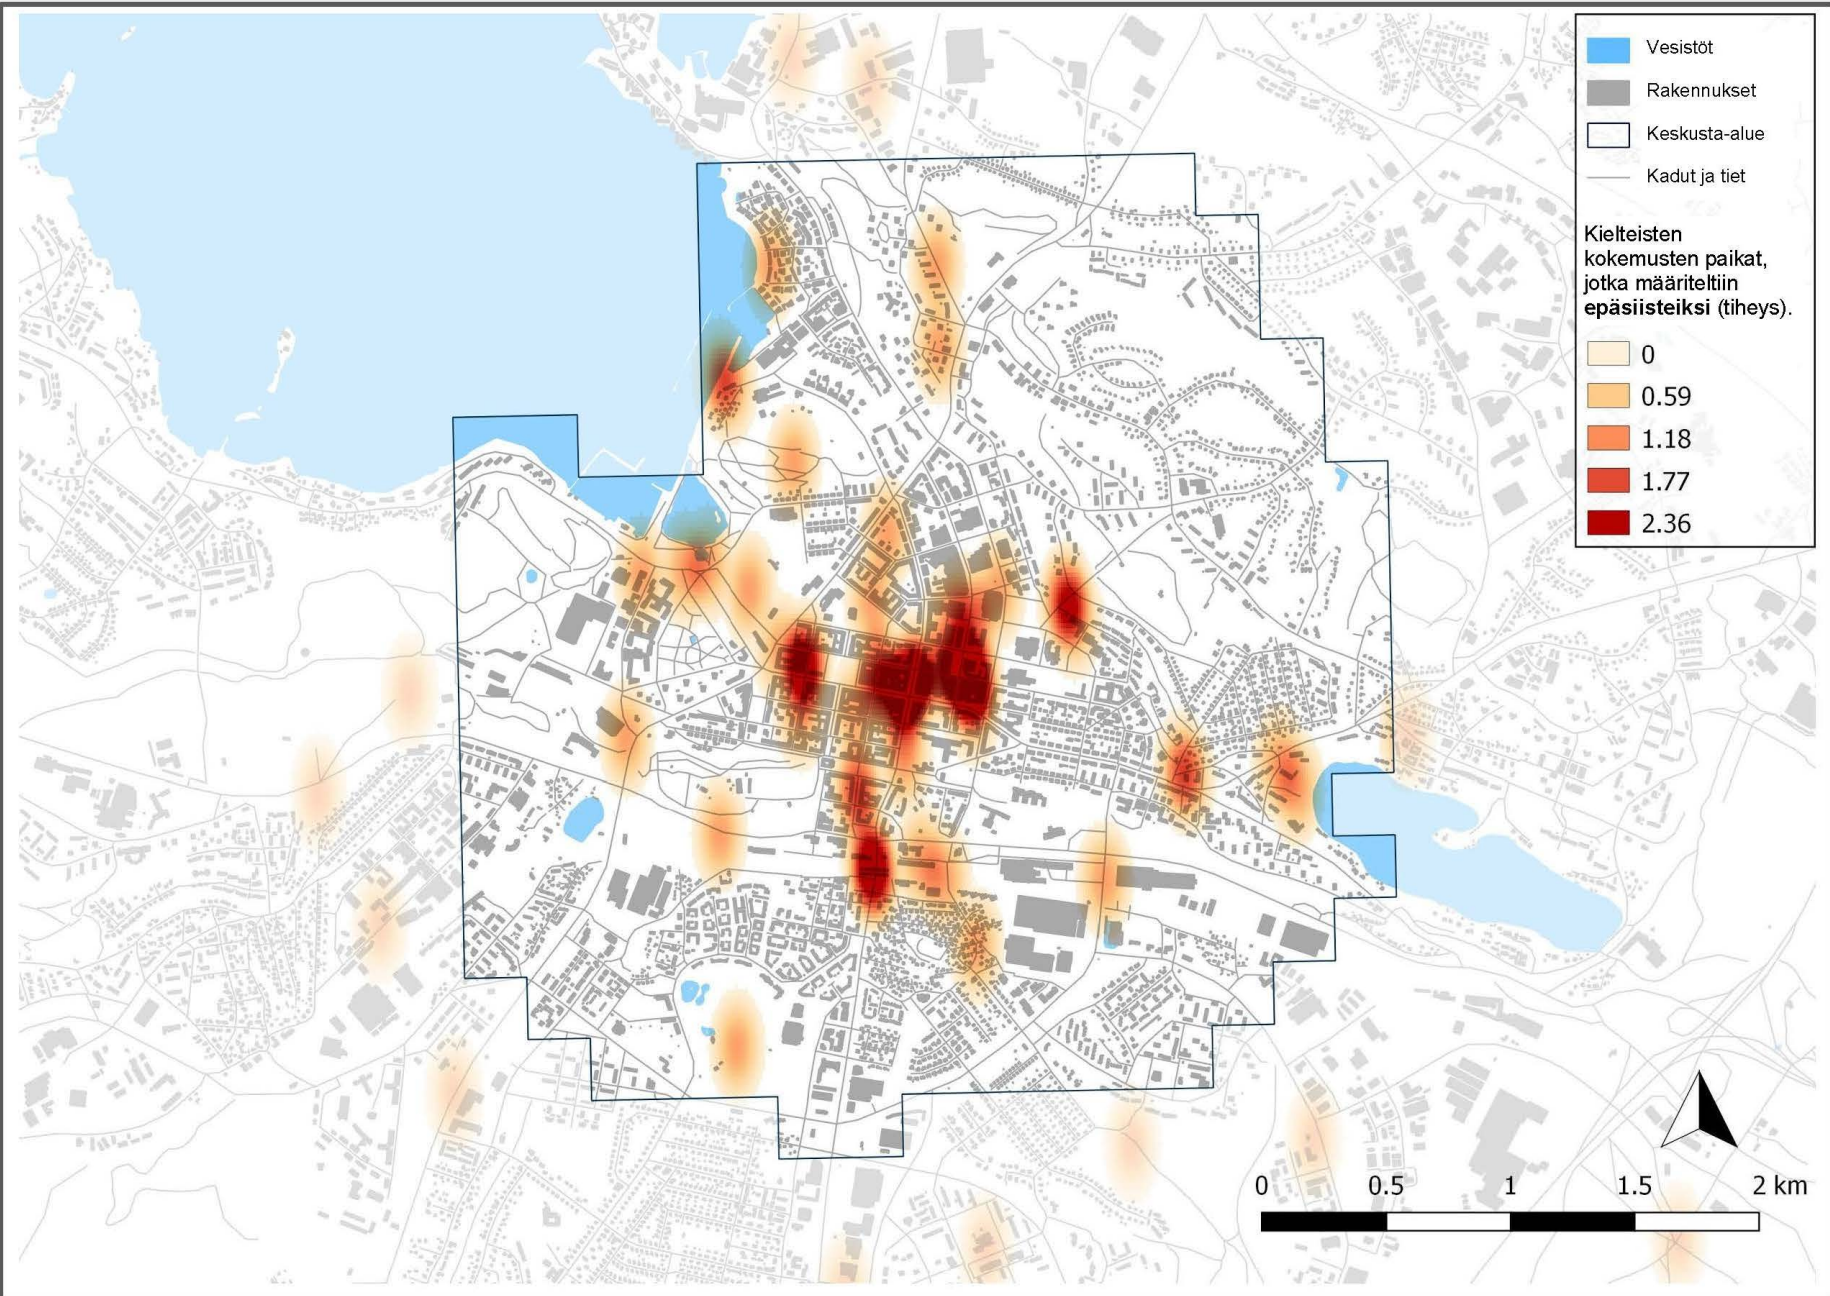 Vesistöt
Rakennukset
Keskusta-alue
Kadut ja tiet
Kielteisten
kokemusten paikat,
jotka määriteltiin
epäsiisteiksi (tiheys).
0
0.59
1.18
1.77
2.36
0 0.5 1 1.5 2 km